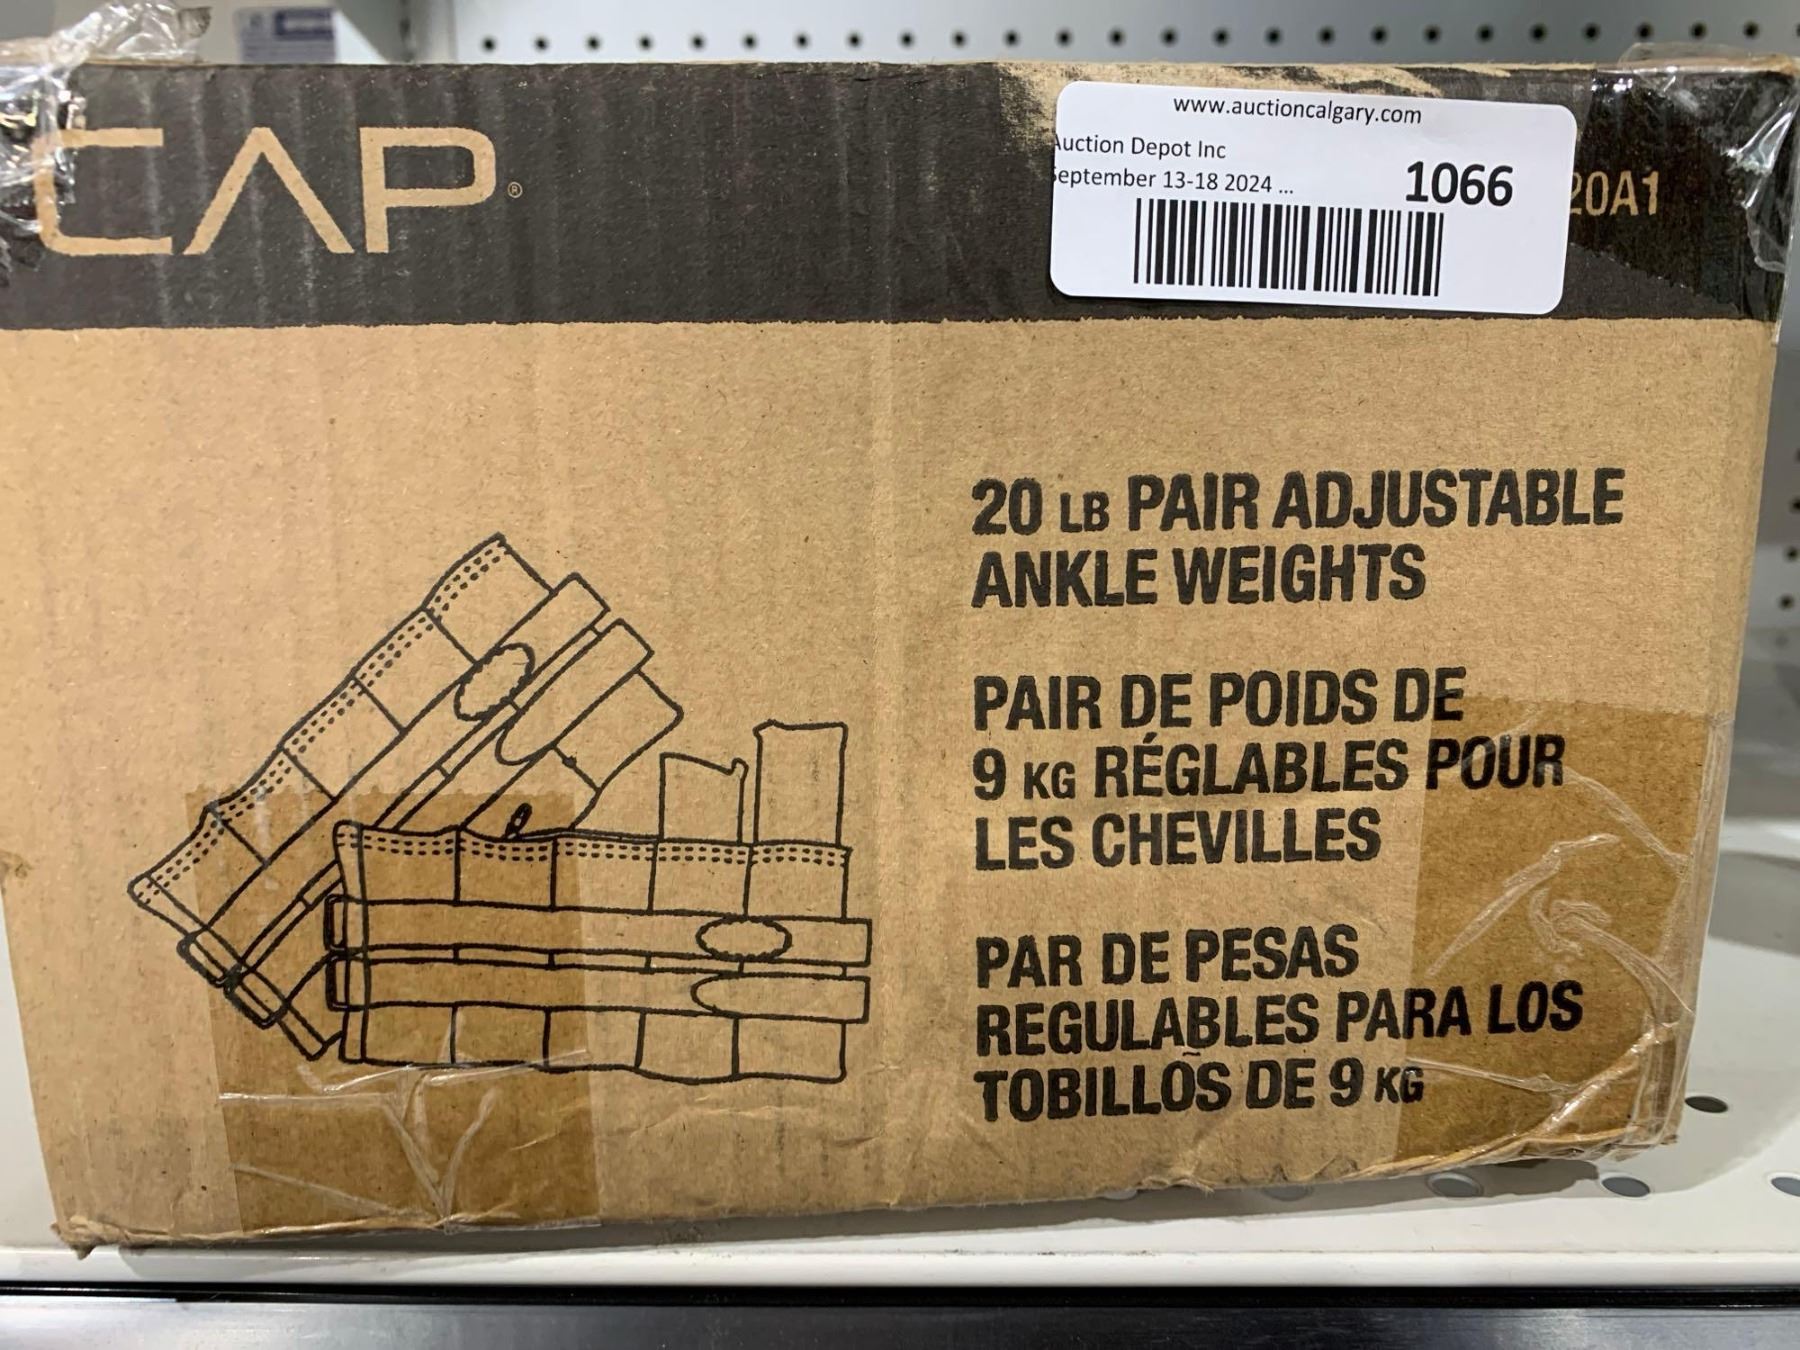 CAP®
www.auctioncalgary.com
Auction Depot Inc
September 13-18 2024 ...
1066
20A1
20 LB PAIR ADJUSTABLE
ANKLE WEIGHTS
PAIR DE POIDS DE
9 KG RÉGLABLES POUR
LES CHEVILLES
PAR DE PESAS
REGULABLES PARA LOS
TOBILLÕS DE 9 KG